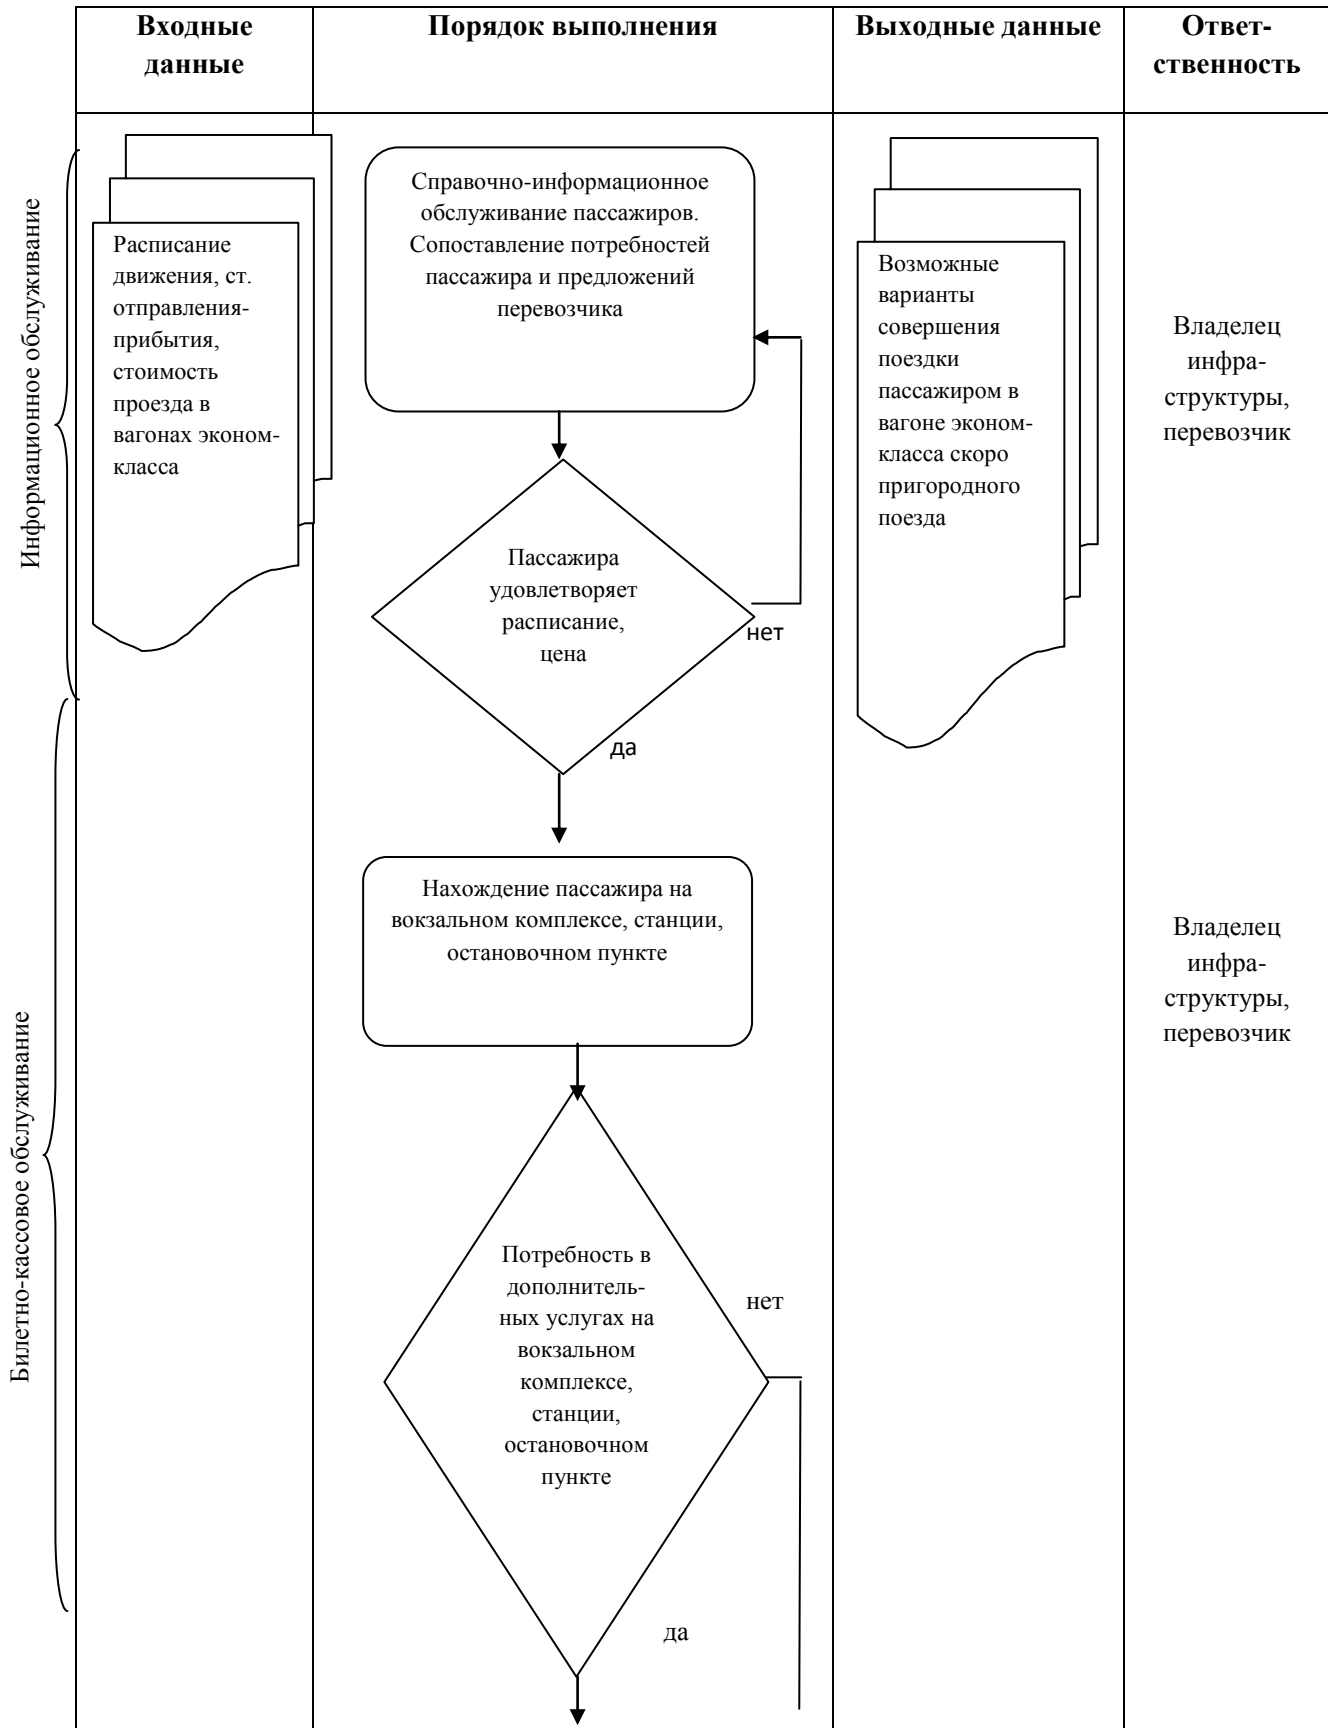 Входные
данные
Порядок выполнения
Выходные данные
Ответ-
ственность
Информационное обслуживание
Расписание
движения, ст.
отправления-
прибытия,
стоимость
проезда в
вагонах эконом-
класса
Справочно-информационное
обслуживание пассажиров.
Сопоставление потребностей
пассажира и предложений
перевозчика
Возможные
варианты
совершения
поездки
пассажиром в
вагоне эконом-
класса скоро
пригородного
поезда
Владелец
инфра-
структуры,
перевозчик
Пассажира
удовлетворяет
расписание,
цена
нет
да
Билетно-кассовое обслуживание
Нахождение пассажира на
вокзальном комплексе, станции,
остановочном пункте
Владелец
инфра-
структуры,
перевозчик
Потребность в
дополнитель-
ных услугах на
вокзальном
комплексе,
станции,
остановочном
пункте
нет
да